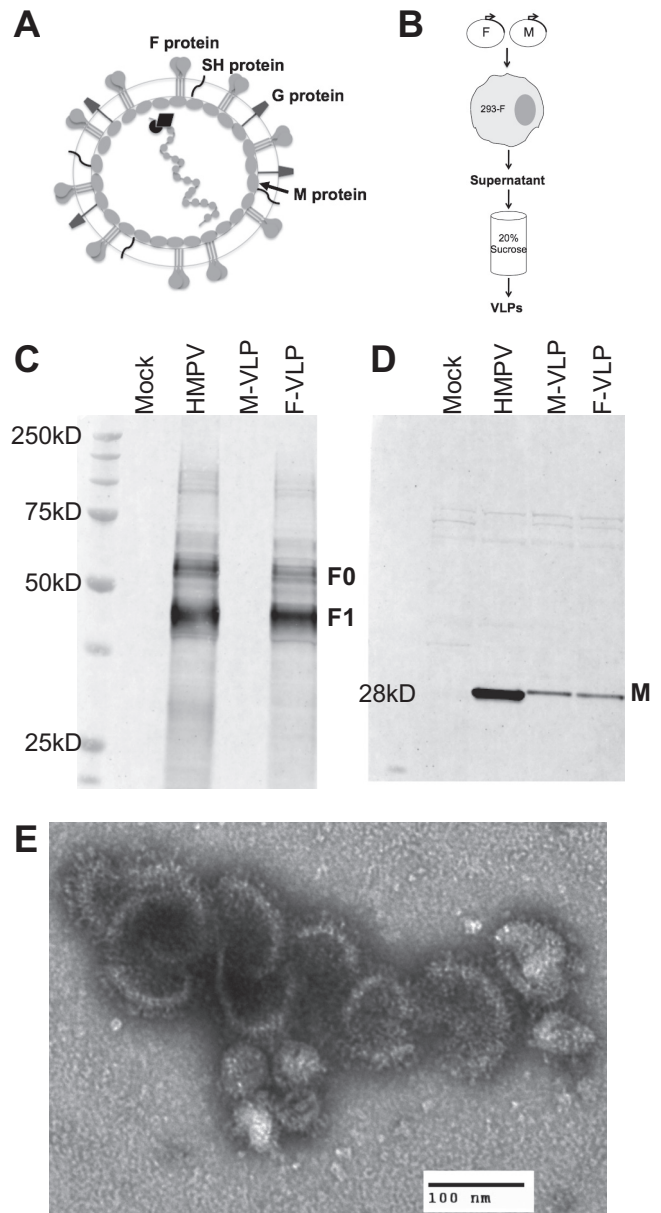 A
F protein
SH protein
G protein
M protein
B
F
M
293-F
Supernatant
20%
Sucrose
VLPs
C
Mock
HMPV
M-VLP
F-VLP
250kD
75kD
50kD
25kD
F0
F1
D
Mock
HMPV
M-VLP
F-VLP
28kD
M
E
100 nm